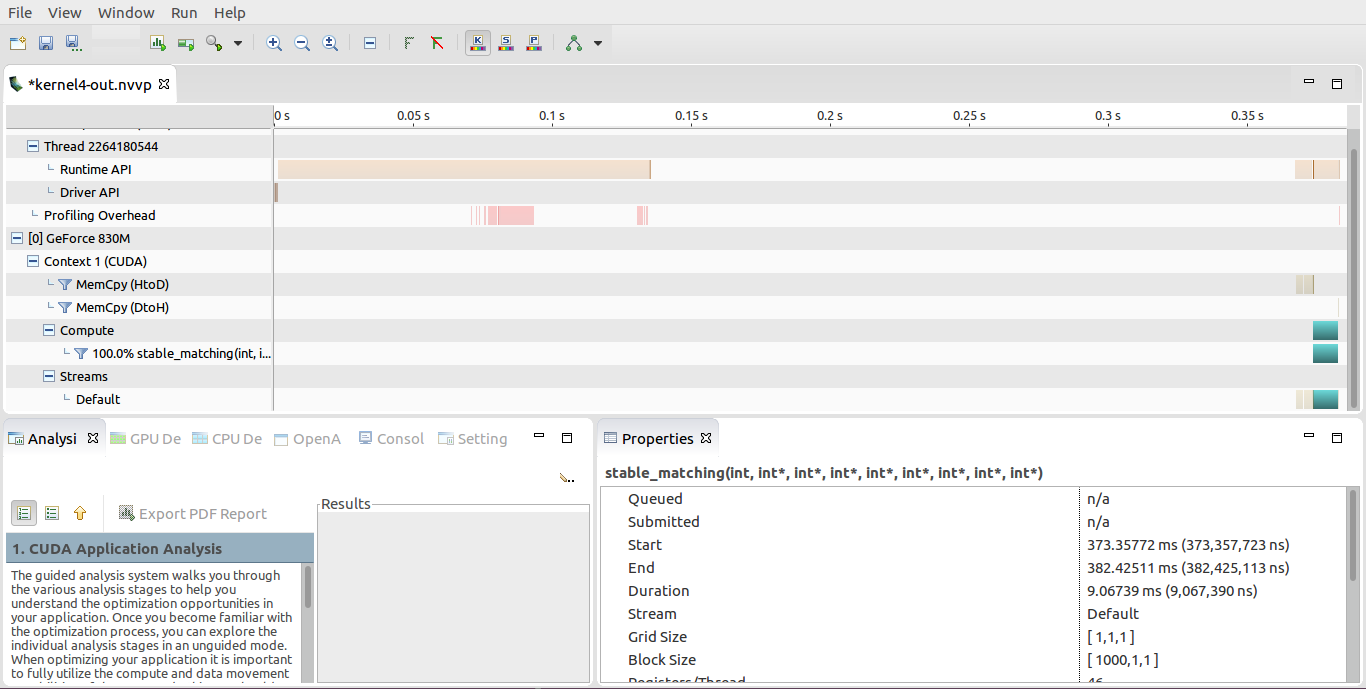 File View Window Run Help
K S P
*kernel4-out.nvvp
0 s 0.05 s 0.1 s 0.15 s 0.2 s 0.25 s 0.3 s 0.35 s
Thread 2264180544
Runtime API
Driver API
Profiling Overhead
[0] GeForce 830M
Context 1 (CUDA)
MemCpy (HtoD)
MemCpy (DtoH)
Compute
100.0% stable_matching(int, i...
Streams
Default
Analysi GPU De CPU De OpenA Consol Setting
Export PDF Report
1. CUDA Application Analysis
The guided analysis system walks you through
the various analysis stages to help you
understand the optimization opportunities in
your application. Once you become familiar with
the optimization process, you can explore the
individual analysis stages in an unguided mode.
When optimizing your application it is important
to fully utilize the compute and data movement
Results
Properties
stable_matching(int, int*, int*, int*, int*, int*, int*, int*, int*)
Queued n/a
Submitted n/a
Start 373.35772 ms (373,357,723 ns)
End 382.42511 ms (382,425,113 ns)
Duration 9.06739 ms (9,067,390 ns)
Stream Default
Grid Size [ 1,1,1 ]
Block Size [ 1000,1,1 ]
Registers/Thread 46